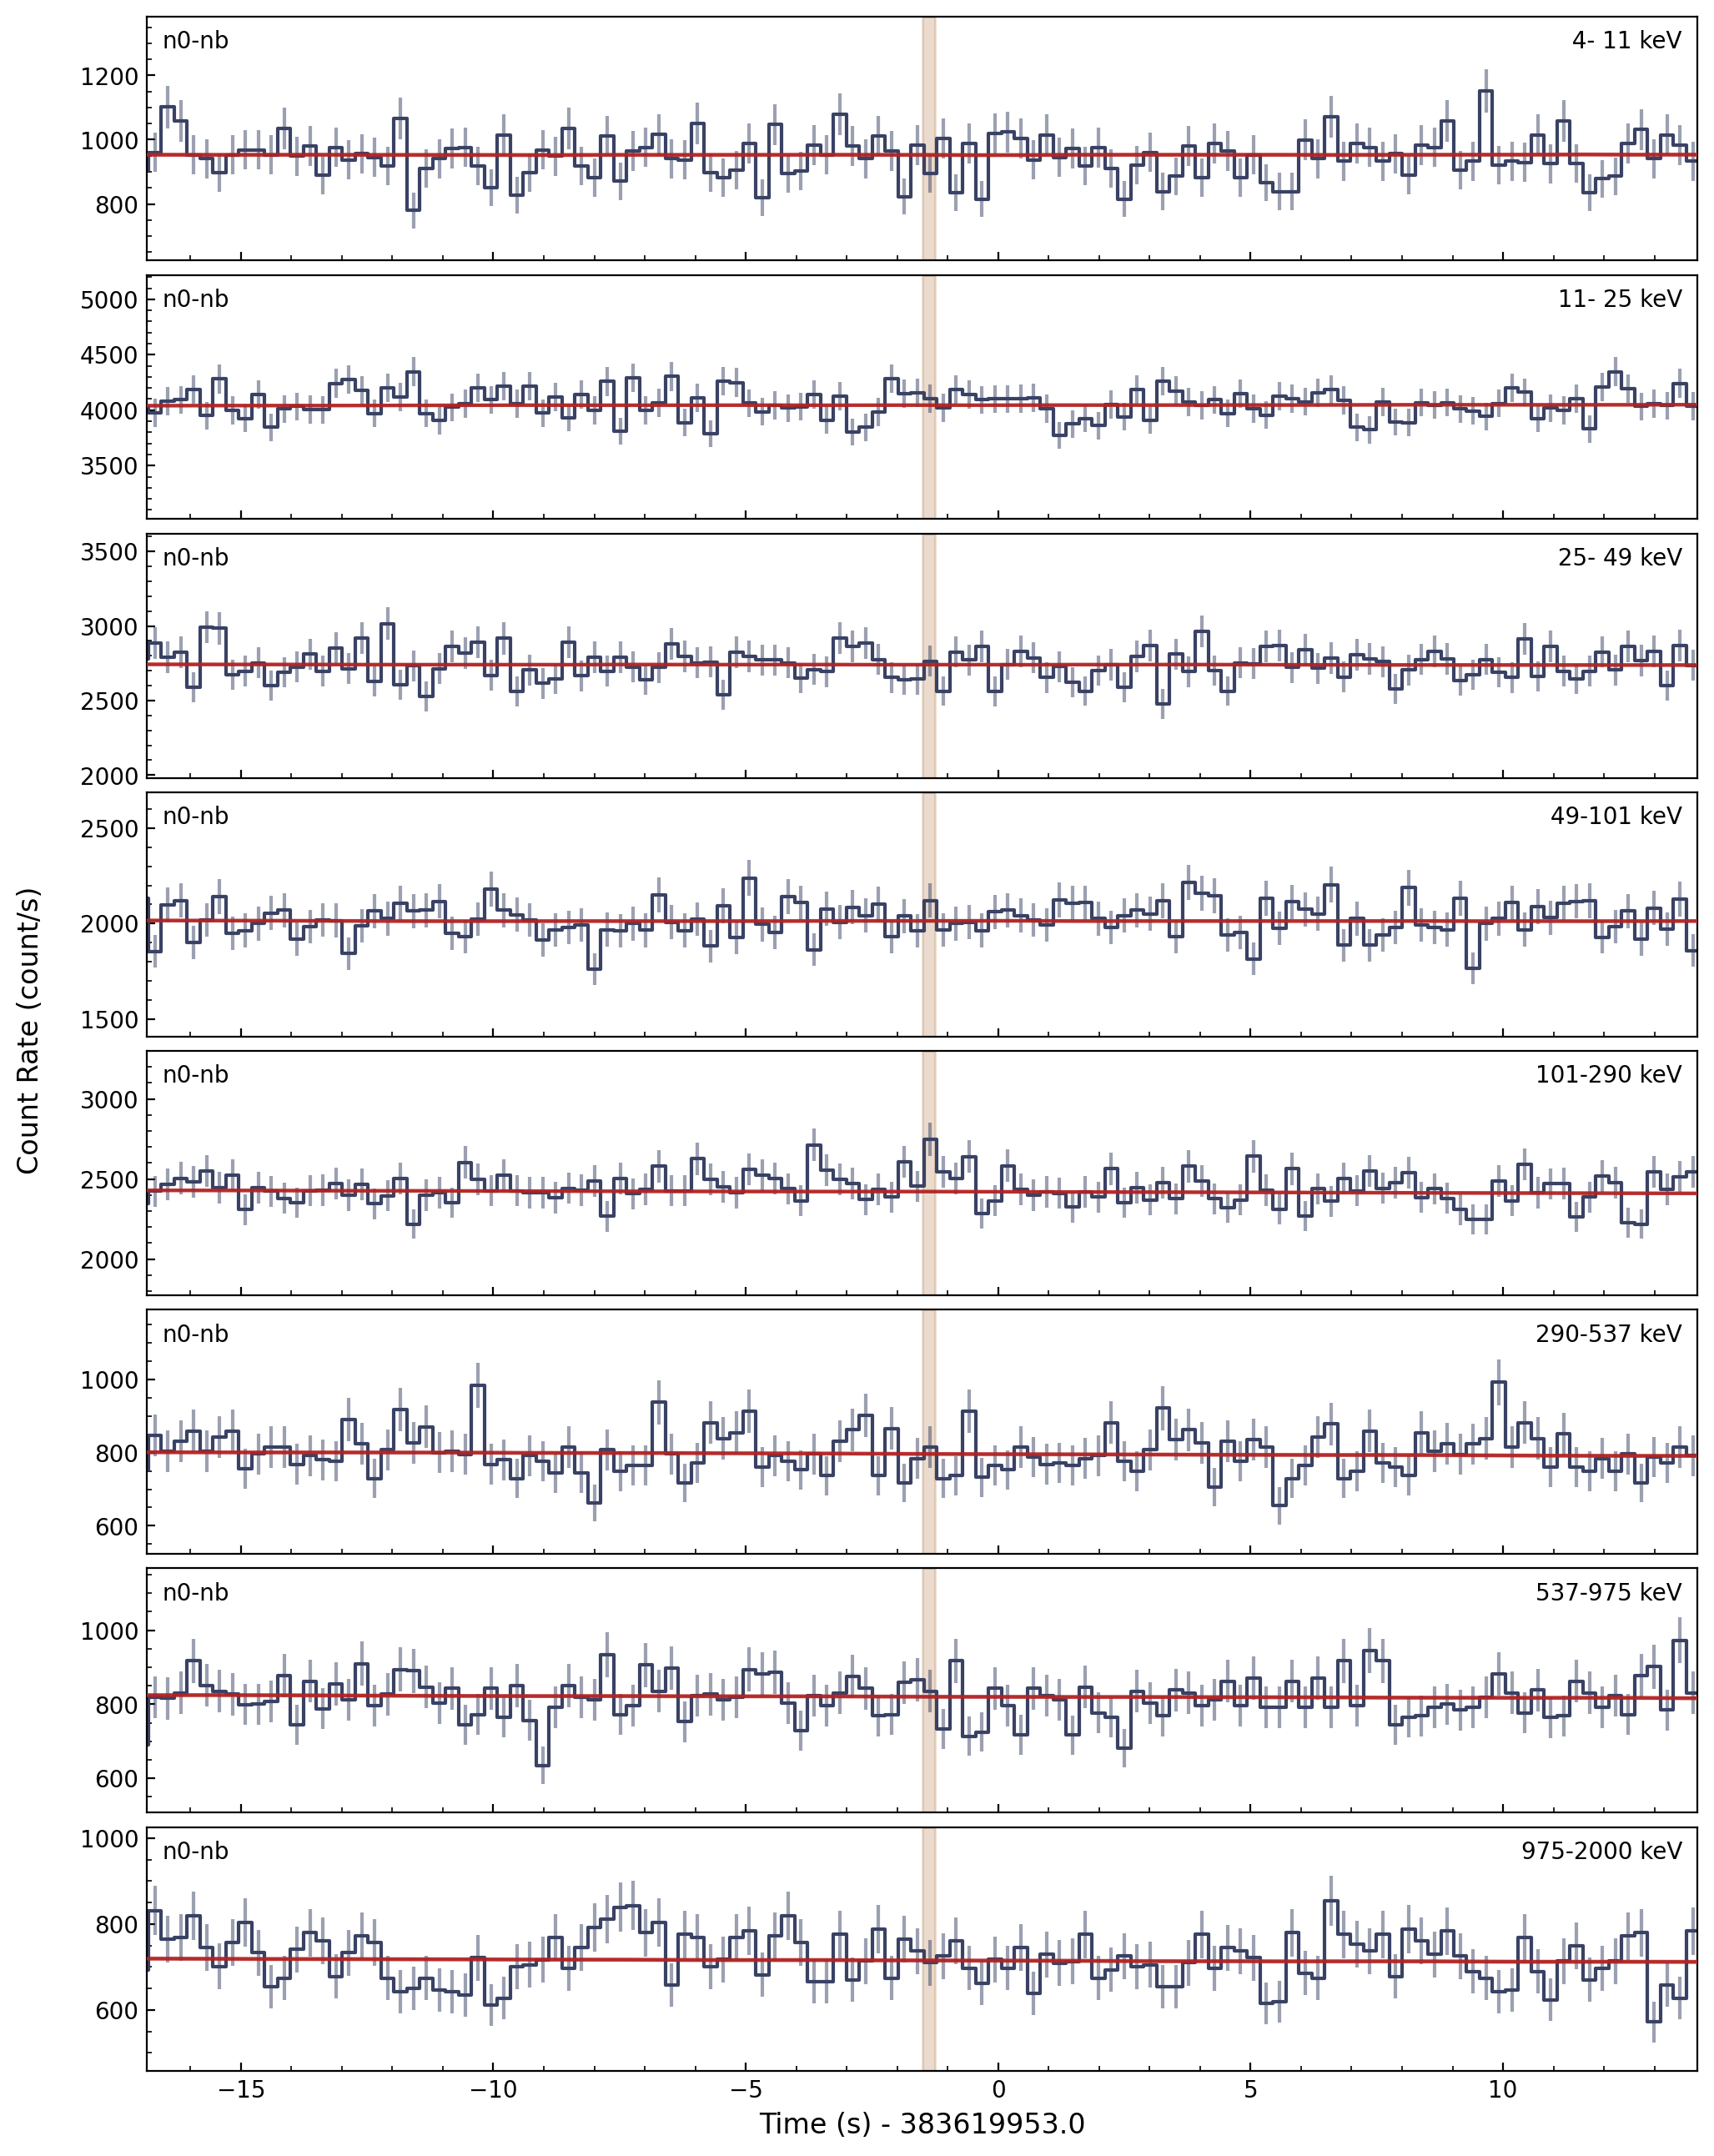 n0-nb 4- 11 keV
1200
1000
800
n0-nb 11- 25 keV
5000
4500
4000
3500
n0-nb 25- 49 keV
3500
3000
2500
2000
n0-nb 49-101 keV
2500
2000
1500
Count Rate (count/s)
n0-nb 101-290 keV
3000
2500
2000
n0-nb 290-537 keV
1000
800
600
n0-nb 537-975 keV
1000
800
600
n0-nb 975-2000 keV
1000
800
600
−15 −10 −5 0 5 10
Time (s) - 383619953.0